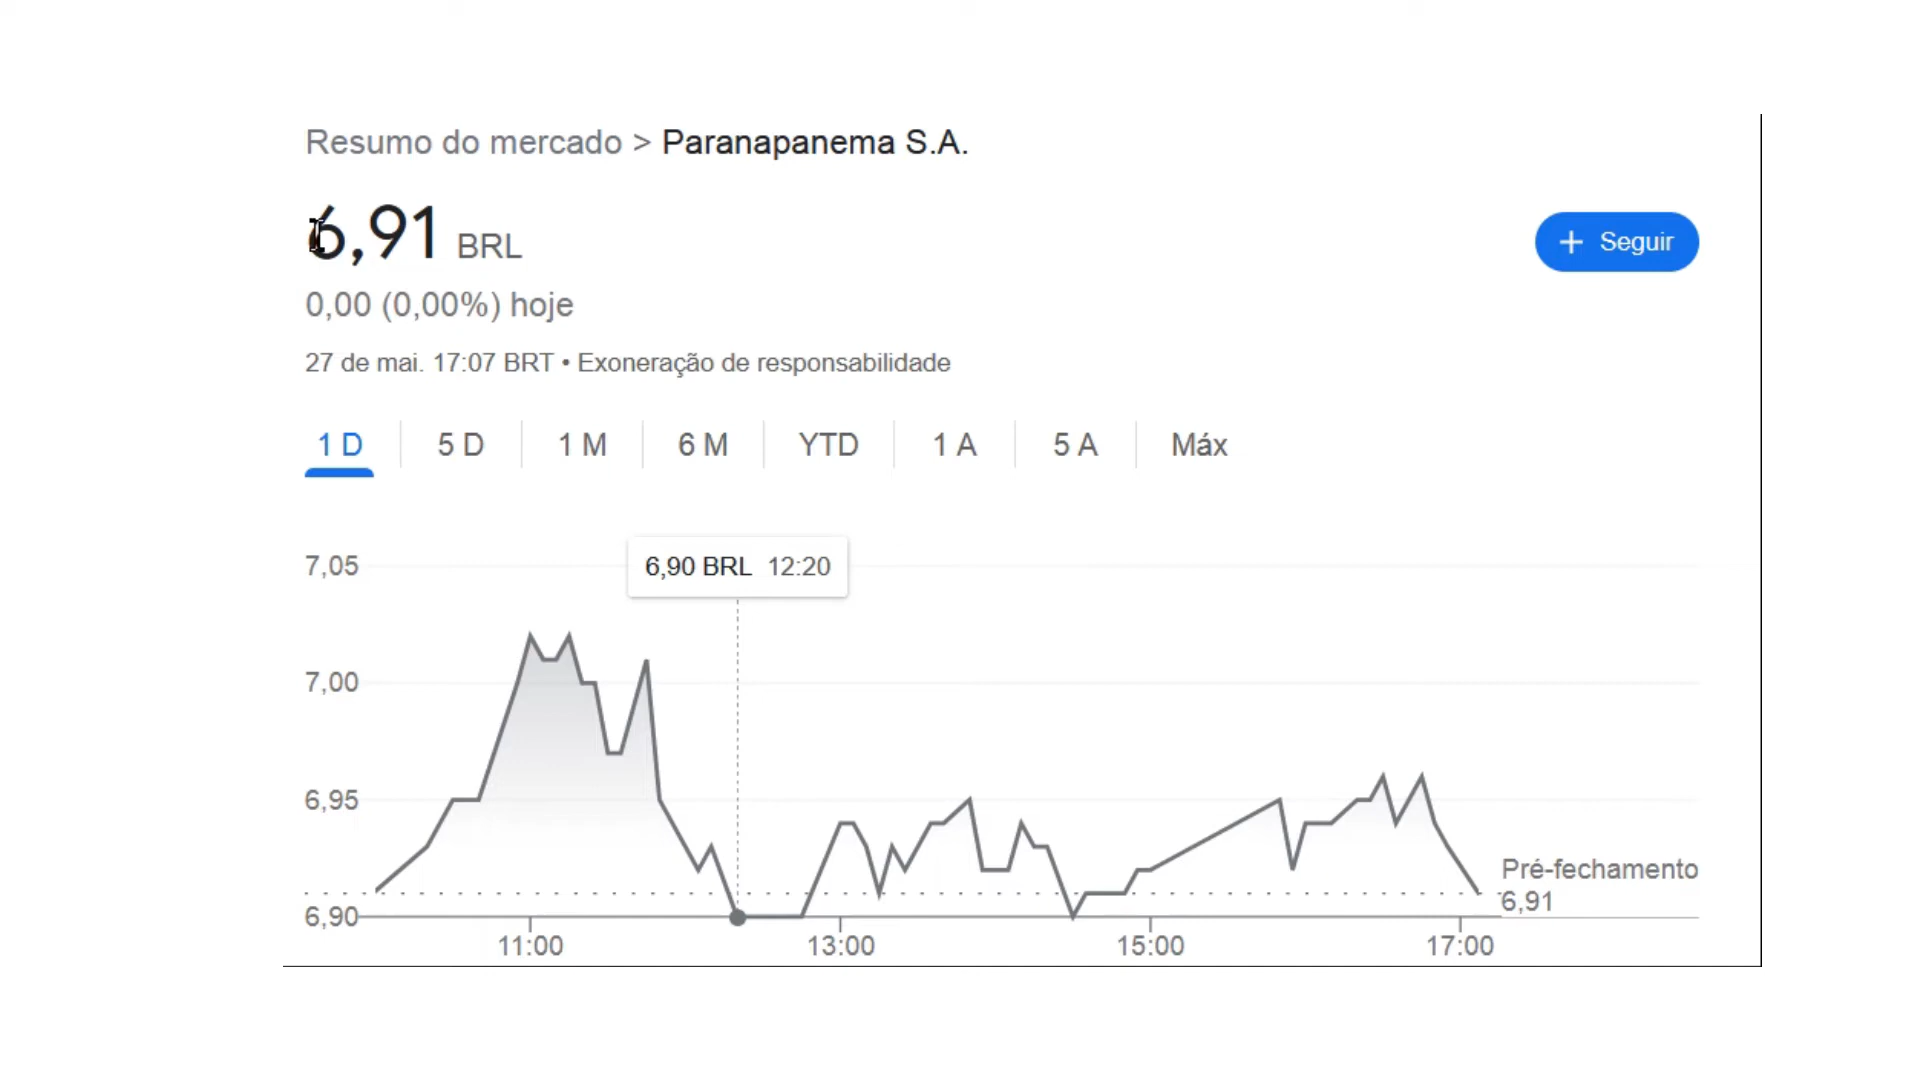 Resumo do mercado > Paranapanema S.A.
6,91 BRL
+ Seguir
0,00 (0,00%) hoje
27 de mai. 17:07 BRT • Exoneração de responsabilidade
1 D 5 D 1 M 6 M YTD 1 A 5 A Máx
6,90 BRL 12:20
7,05
7,00
6,95
Pré-fechamento
6,91
6,90
11:00 13:00 15:00 17:00